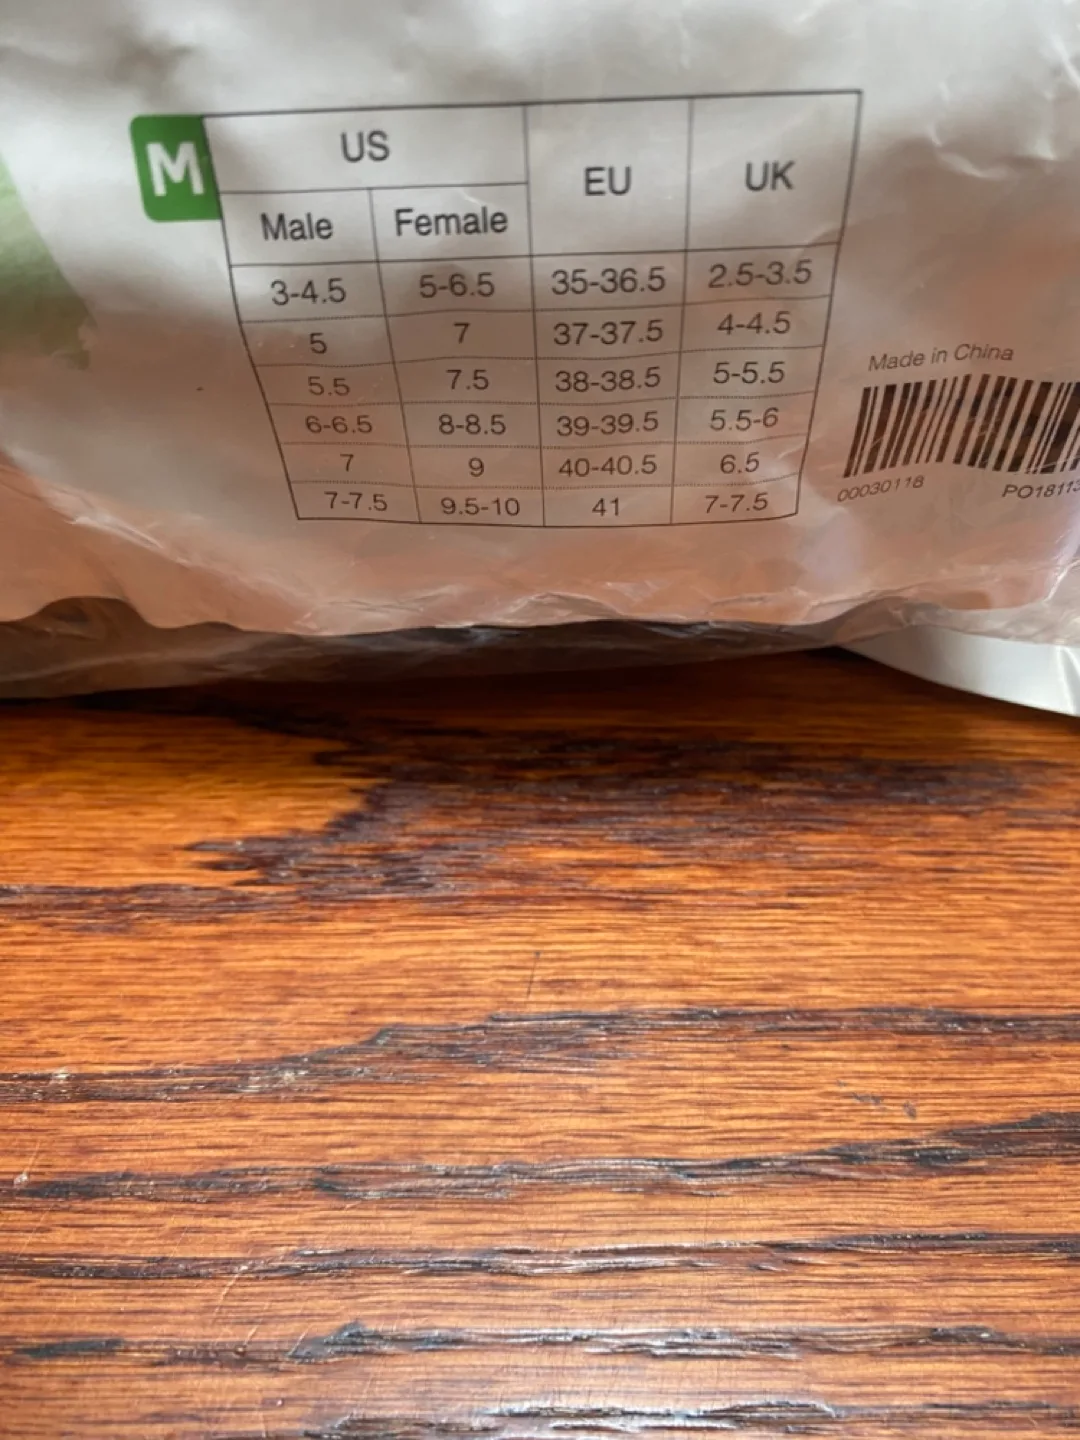 M
US EU UK
Male Female
3-4.5 5-6.5 35-36.5 2.5-3.5
5 7 37-37.5 4-4.5
5.5 7.5 38-38.5 5-5.5
6-6.5 8-8.5 39-39.5 5.5-6
7 9 40-40.5 6.5
7-7.5 9.5-10 41 7-7.5
Made in China
00030118 PO18113